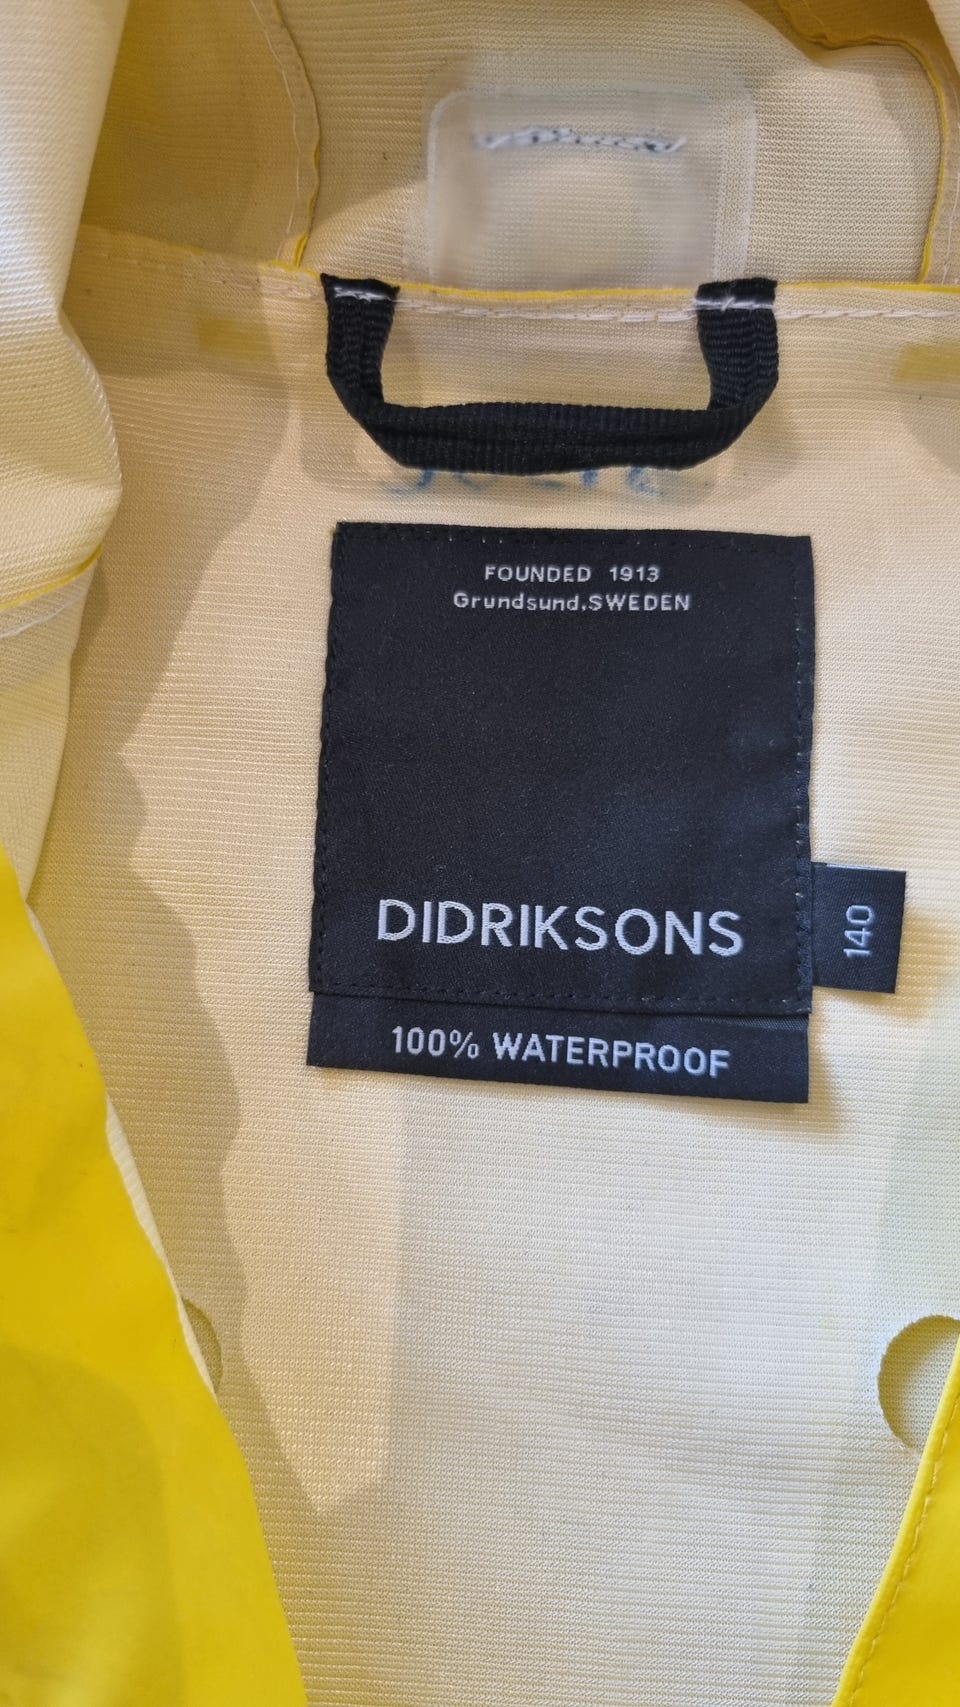 FOUNDED 1913
Grundsund.SWEDEN
DIDRIKSONS
140
100% WATERPROOF